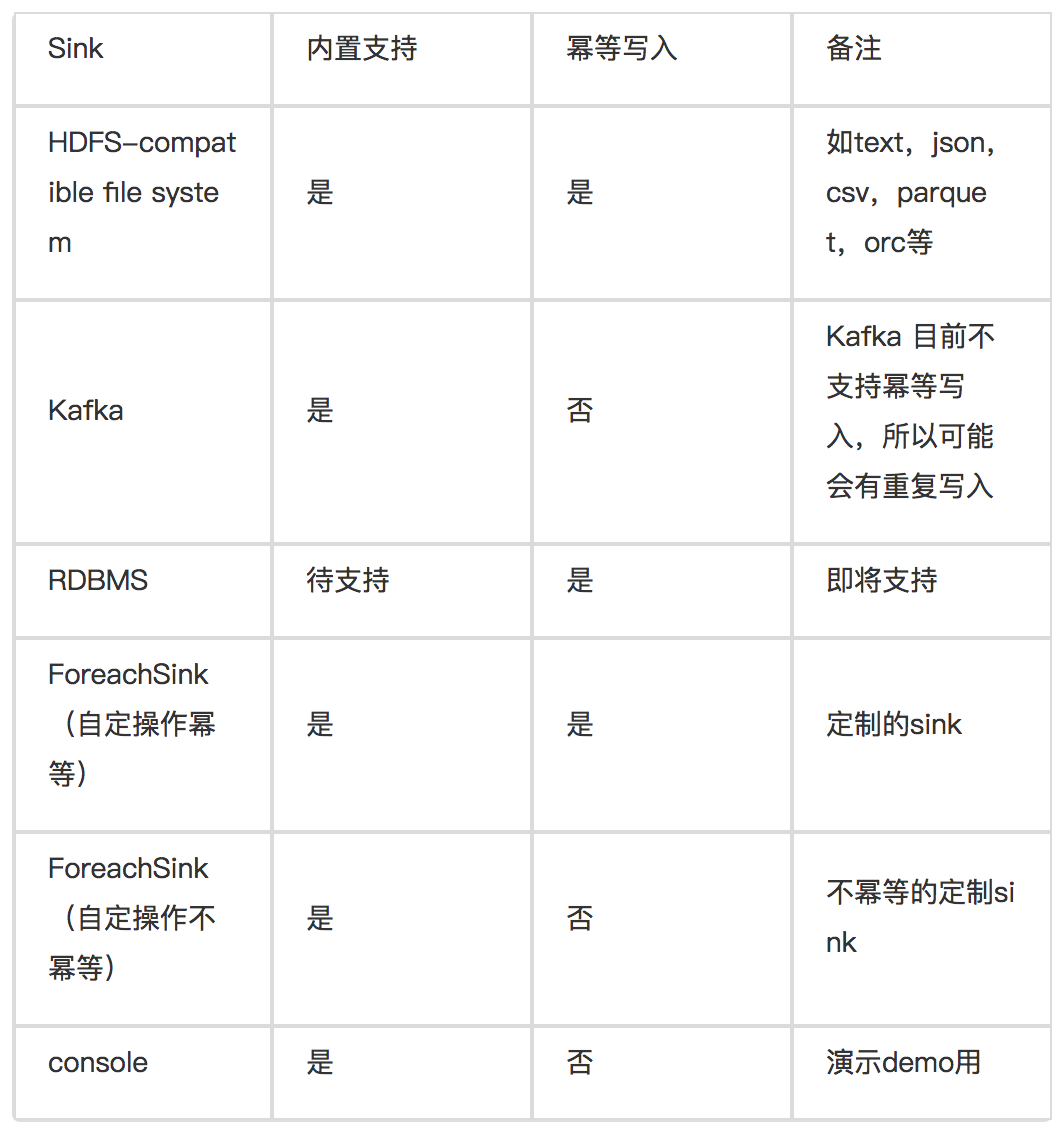 Sink
内置支持
幂等写入
备注
HDFS-compat
ible file syste
m
是
是
如text，json，
csv，parque
t，orc等
Kafka
是
否
Kafka 目前不
支持幂等写
入，所以可能
会有重复写入
RDBMS
待支持
是
即将支持
ForeachSink
（自定操作幂
等）
是
是
定制的sink
ForeachSink
（自定操作不
幂等）
是
否
不幂等的定制si
nk
console
是
否
演示demo用